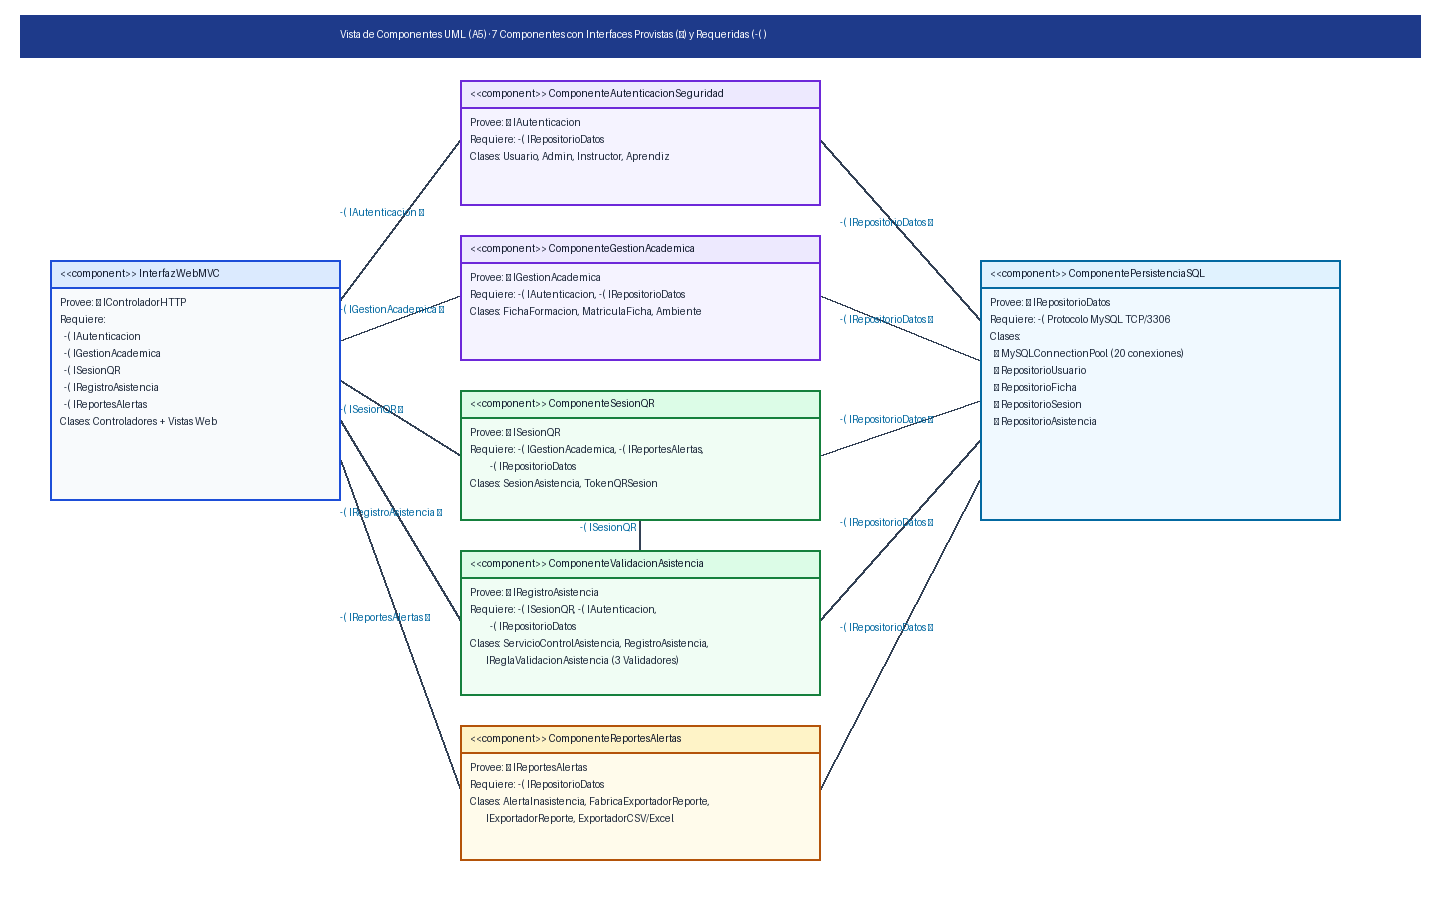 Vista de Componentes UML (A5) · 7 Componentes con Interfaces Provistas (▯) y Requeridas (-( )
<<component>> ComponenteAutenticacionSeguridad
Provee: ▯ IAutenticacion
Requiere: -( IRepositorioDatos
Clases: Usuario, Admin, Instructor, Aprendiz
-( IAutenticacion ▯
-( IRepositorioDatos ▯
<<component>> ComponenteGestionAcademica
Provee: ▯ IGestionAcademica
Requiere: -( IAutenticacion, -( IRepositorioDatos
Clases: FichaFormacion, MatriculaFicha, Ambiente
<<component>> InterfazWebMVC
Provee: ▯ IControladorHTTP
Requiere:
-( IAutenticacion
-( IGestionAcademica
-( ISesionQR
-( IRegistroAsistencia
-( IReportesAlertas
Clases: Controladores + Vistas Web
-( IGestionAcademica ▯
-( IRepositorioDatos ▯
<<component>> ComponentePersistenciaSQL
Provee: ▯ IRepositorioDatos
Requiere: -( Protocolo MySQL TCP/3306
Clases:
▯ MySQLConnectionPool (20 conexiones)
▯ RepositorioUsuario
▯ RepositorioFicha
▯ RepositorioSesion
▯ RepositorioAsistencia
-( ISesionQR ▯
<<component>> ComponenteSesionQR
Provee: ▯ ISesionQR
Requiere: -( IGestionAcademica, -( IReportesAlertas,
-( IRepositorioDatos
Clases: SesionAsistencia, TokenQRSesion
-( IRepositorioDatos ▯
-( IRegistroAsistencia ▯
-( ISesionQR
-( IRepositorioDatos ▯
<<component>> ComponenteValidacionAsistencia
Provee: ▯ IRegistroAsistencia
Requiere: -( ISesionQR, -( IAutenticacion,
-( IRepositorioDatos
Clases: ServicioControlAsistencia, RegistroAsistencia,
IReglaValidacionAsistencia (3 Validadores)
-( IReportesAlertas ▯
-( IRepositorioDatos ▯
<<component>> ComponenteReportesAlertas
Provee: ▯ IReportesAlertas
Requiere: -( IRepositorioDatos
Clases: AlertaInasistencia, FabricaExportadorReporte,
IExportadorReporte, ExportadorCSV/Excel